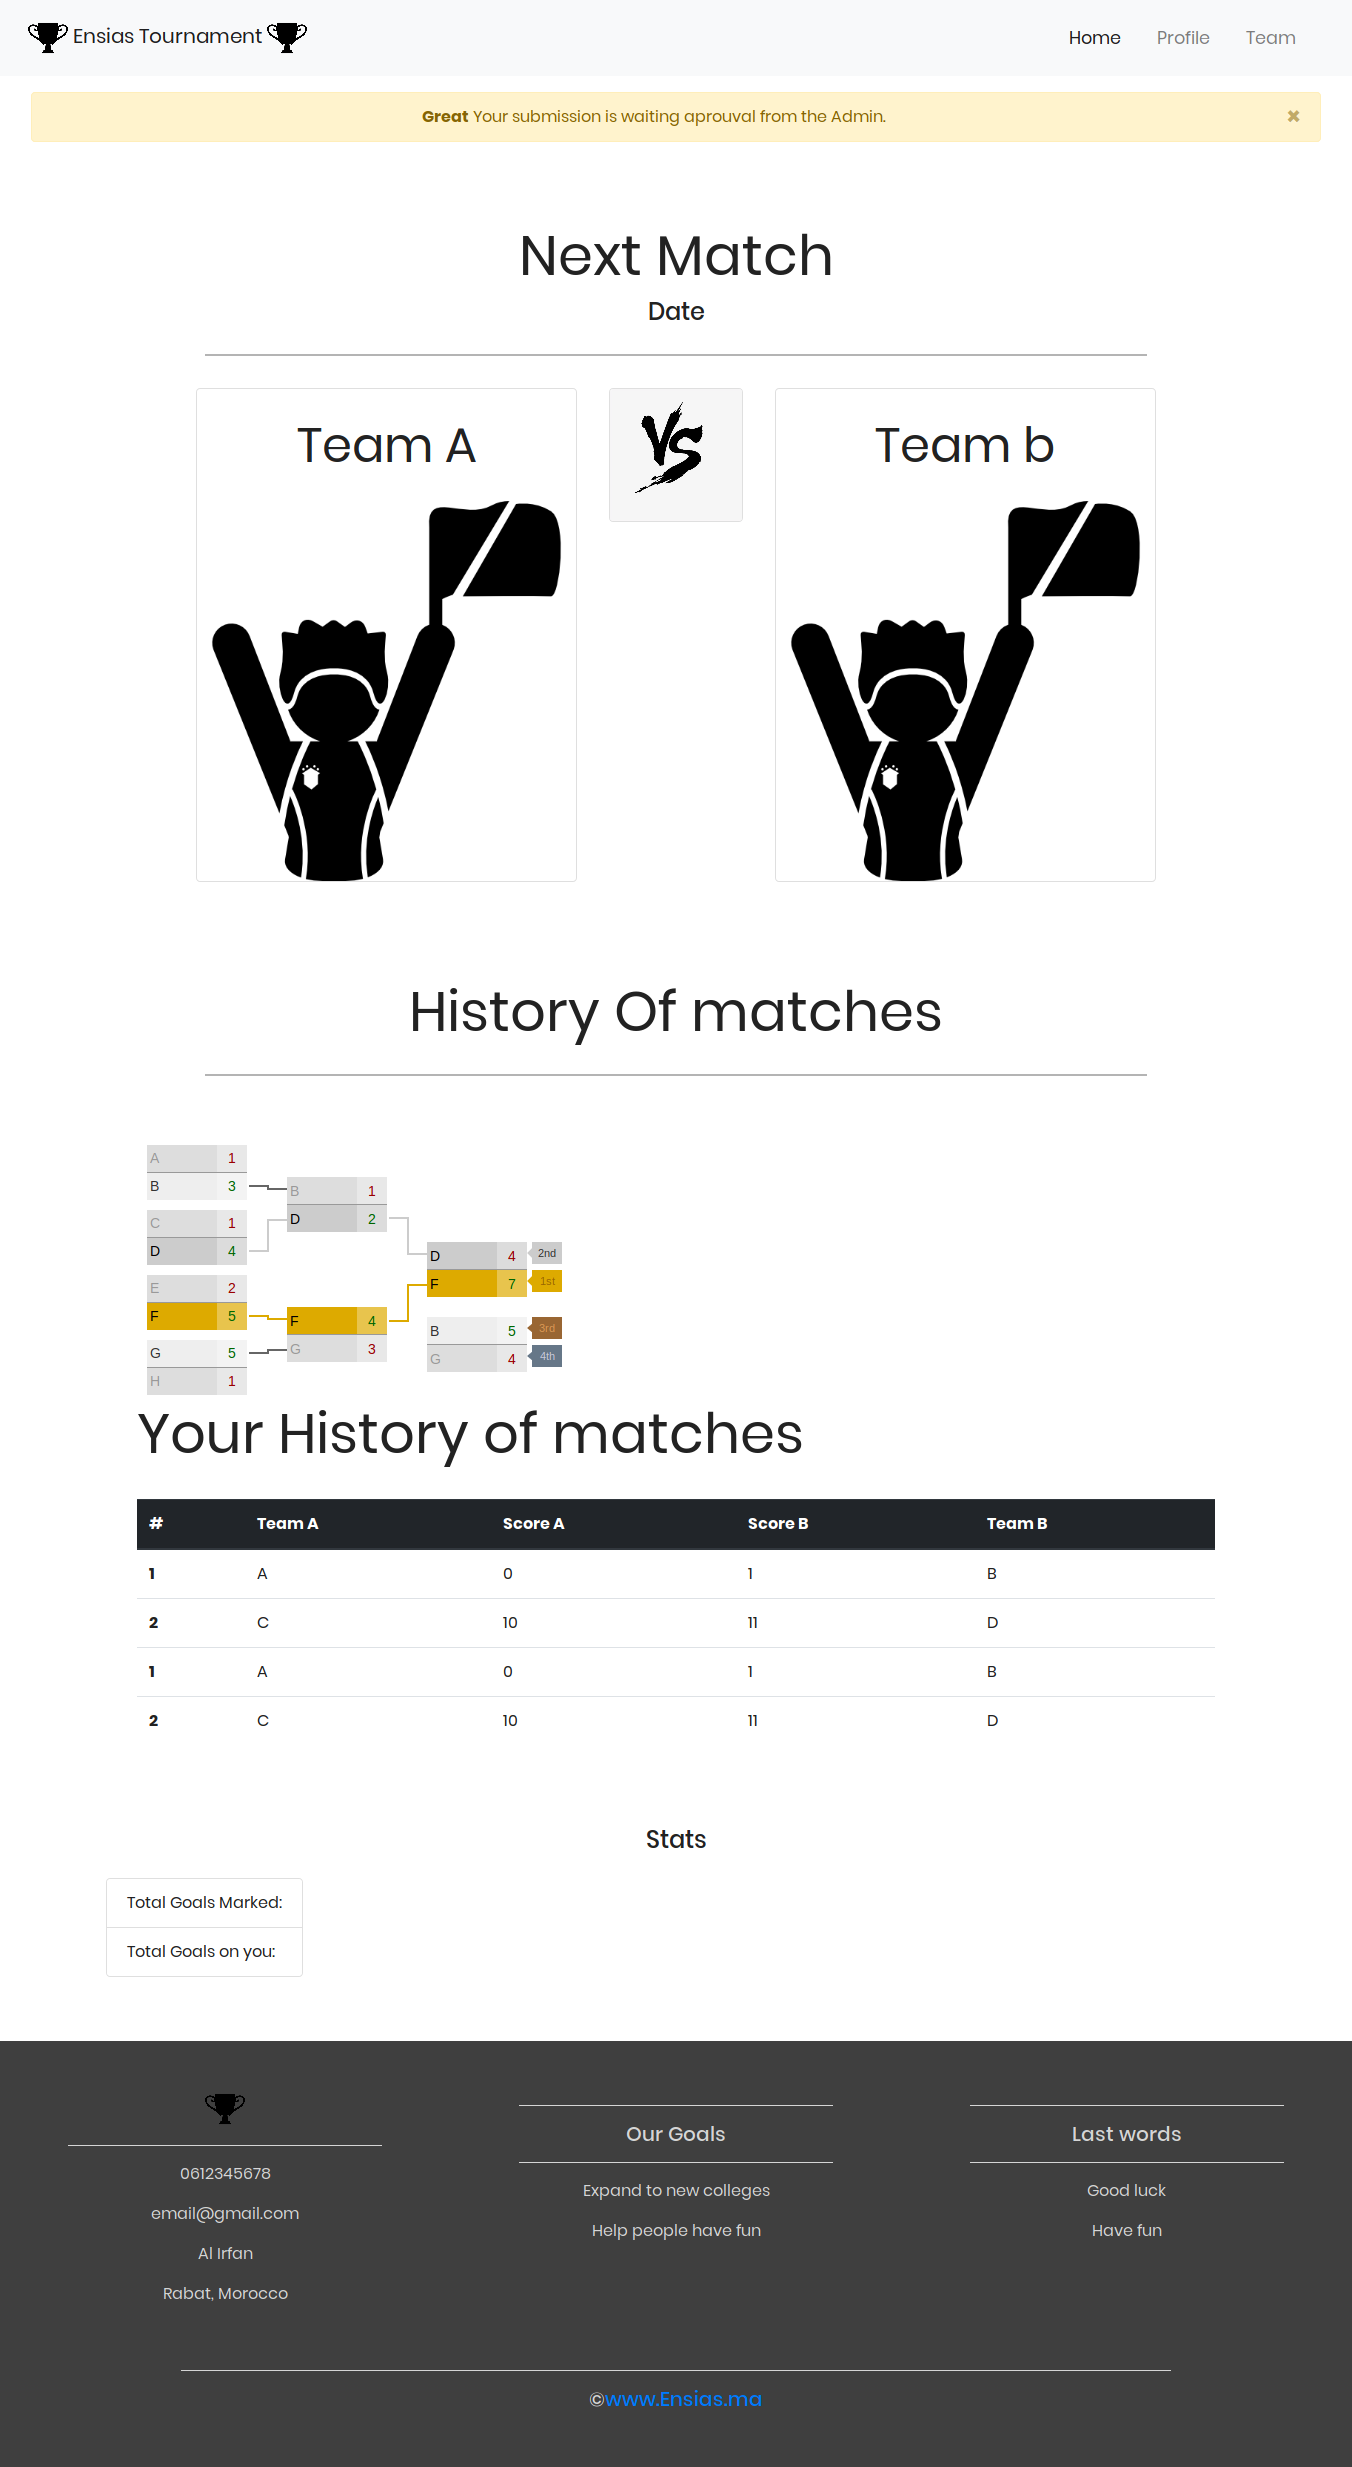 Ensias Tournament
Home Profile Team
Great Your submission is waiting aprouval from the Admin. ×
Next Match
Date
Team A
VS
Team b
History Of matches
A 1
B 3
C 1
D 4
E 2
F 5
G 5
H 1
B 1
D 2
F 4
G 3
D 4 2nd
F 7 1st
B 5 3rd
G 4 4th
Your History of matches
# Team A Score A Score B Team B
1 A 0 1 B
2 C 10 11 D
1 A 0 1 B
2 C 10 11 D
Stats
Total Goals Marked:
Total Goals on you:
0612345678
email@gmail.com
Al Irfan
Rabat, Morocco
Our Goals
Expand to new colleges
Help people have fun
Last words
Good luck
Have fun
©www.Ensias.ma